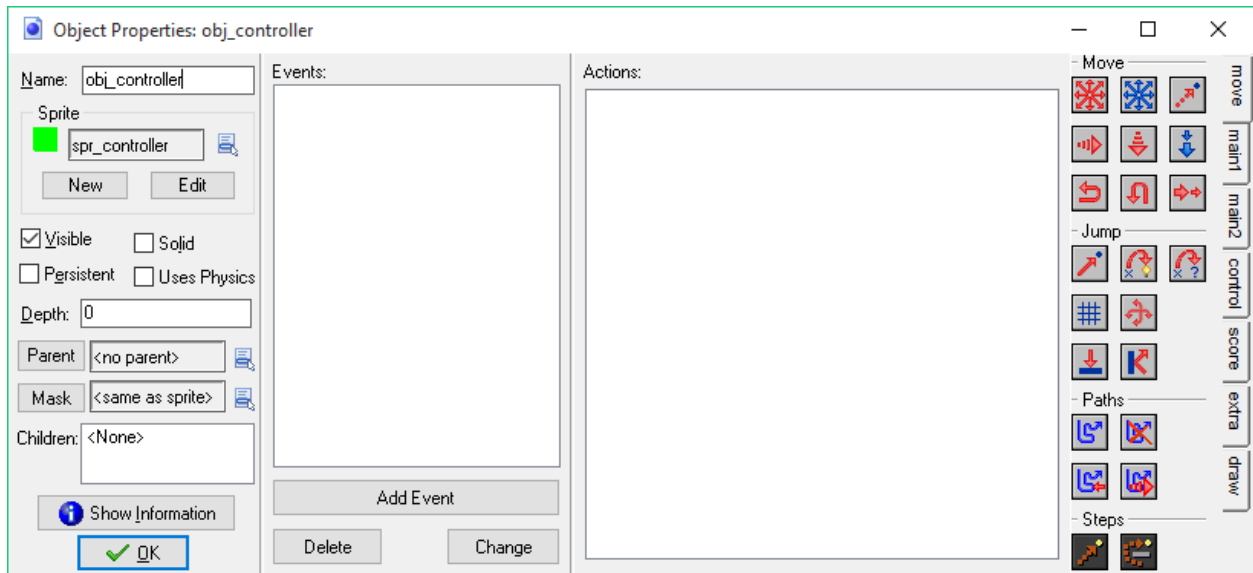 Object Properties: obj_controller
Name: obj_controller
Sprite
spr_controller
New Edit
Visible Solid
Persistent Uses Physics
Depth: 0
Parent <no parent>
Mask <same as sprite>
Children: <None>
Show Information
OK
Events:
Add Event
Delete Change
Actions:
Move
Jump
Paths
Steps
move
main1
main2
control
score
extra
draw